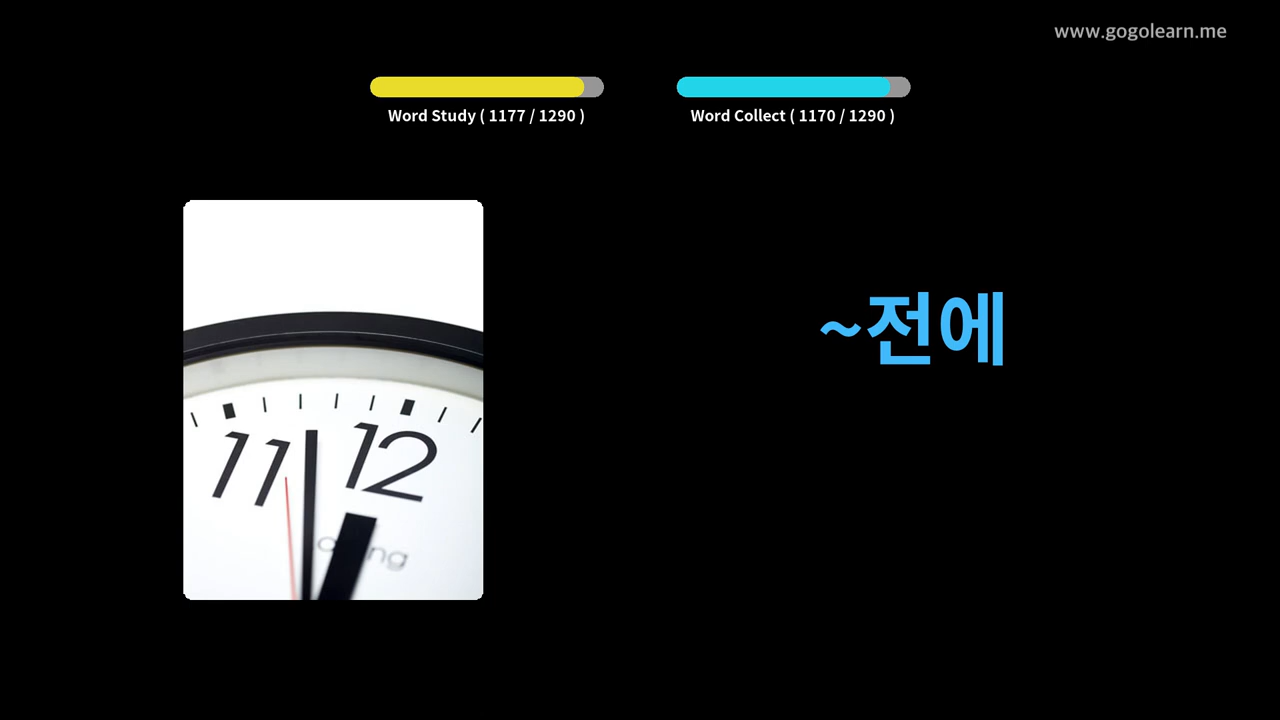 www.gogolearn.me
Word Study ( 1177 / 1290 )
Word Collect ( 1170 / 1290 )
~전에
11 12